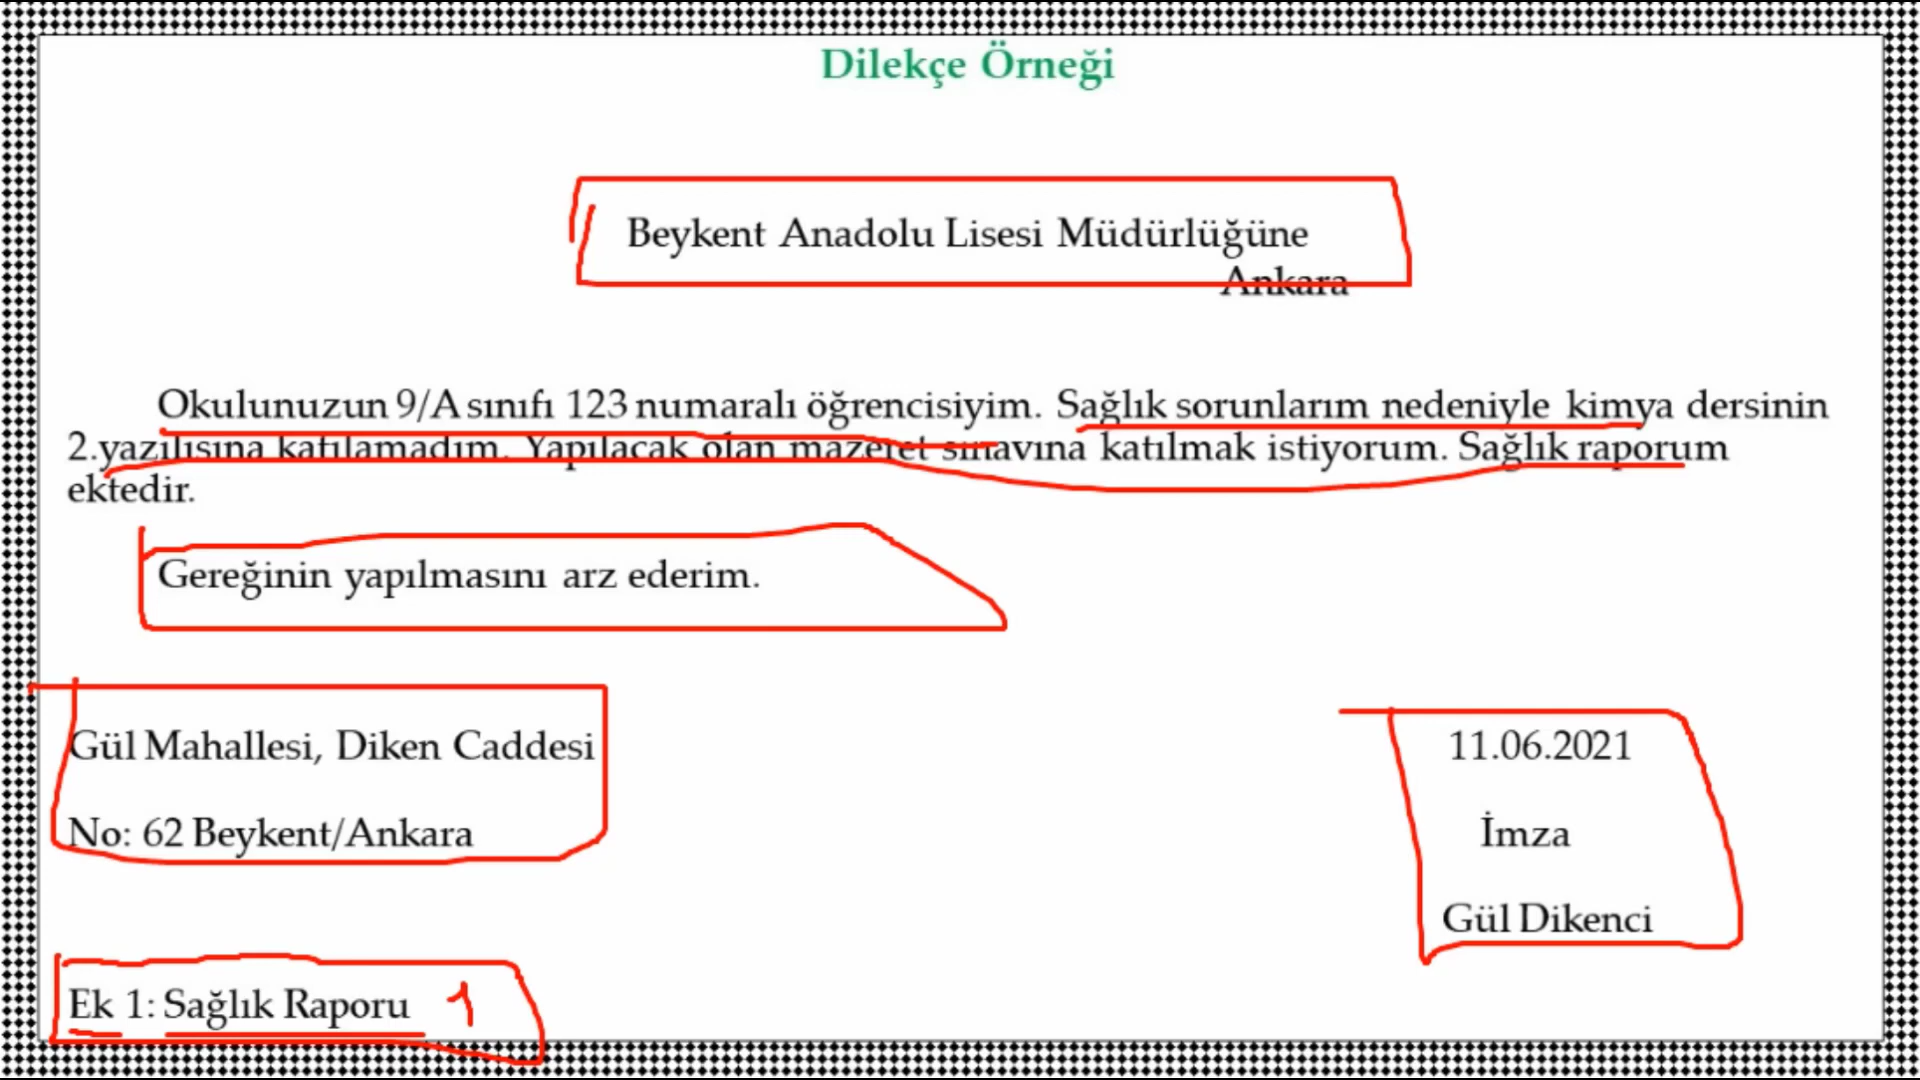 Dilekçe Örneği
Beykent Anadolu Lisesi Müdürlüğüne
Ankara
Okulunuzun 9/A sınıfı 123 numaralı öğrencisiyim. Sağlık sorunlarım nedeniyle kimya dersinin
2.yazılısına katılamadım. Yapılacak olan mazeret sınavına katılmak istiyorum. Sağlık raporum
ektedir.
Gereğinin yapılmasını arz ederim.
Gül Mahallesi, Diken Caddesi
No: 62 Beykent/Ankara
11.06.2021
İmza
Gül Dikenci
Ek 1: Sağlık Raporu 1